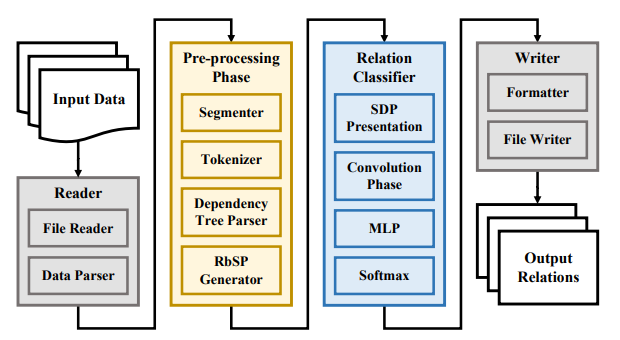 Input Data
Reader
File Reader
Data Parser
Pre-processing
Phase
Segmenter
Tokenizer
Dependency
Tree Parser
RbSP
Generator
Relation
Classifier
SDP
Presentation
Convolution
Phase
MLP
Softmax
Writer
Formatter
File Writer
Output
Relations